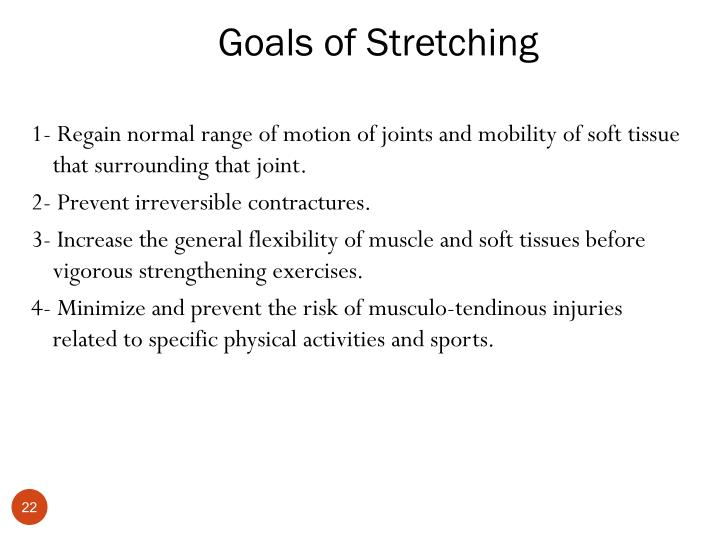 Goals of Stretching
1- Regain normal range of motion of joints and mobility of soft tissue
that surrounding that joint.
2- Prevent irreversible contractures.
3- Increase the general flexibility of muscle and soft tissues before
vigorous strengthening exercises.
4- Minimize and prevent the risk of musculo-tendinous injuries
related to specific physical activities and sports.
22